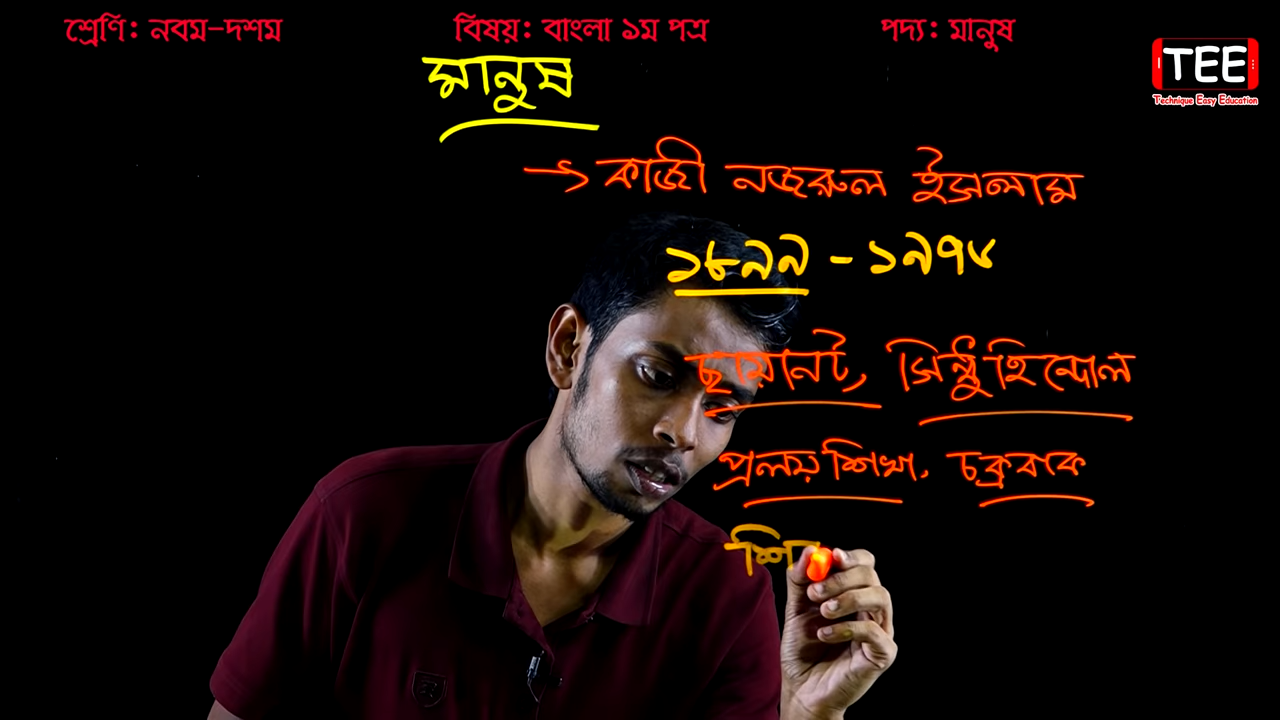 শ্রেণি: নবম-দশম বিষয়: বাংলা ১ম পত্র পদ্য: মানুষ
TEE
Technique Easy Education
মানুষ
→ কাজী নজরুল ইসলাম
১৮৯৯ - ১৯৭৬
ছায়ানট, সিন্ধুহিন্দোল
প্রলয়শিখা, চক্রবাক